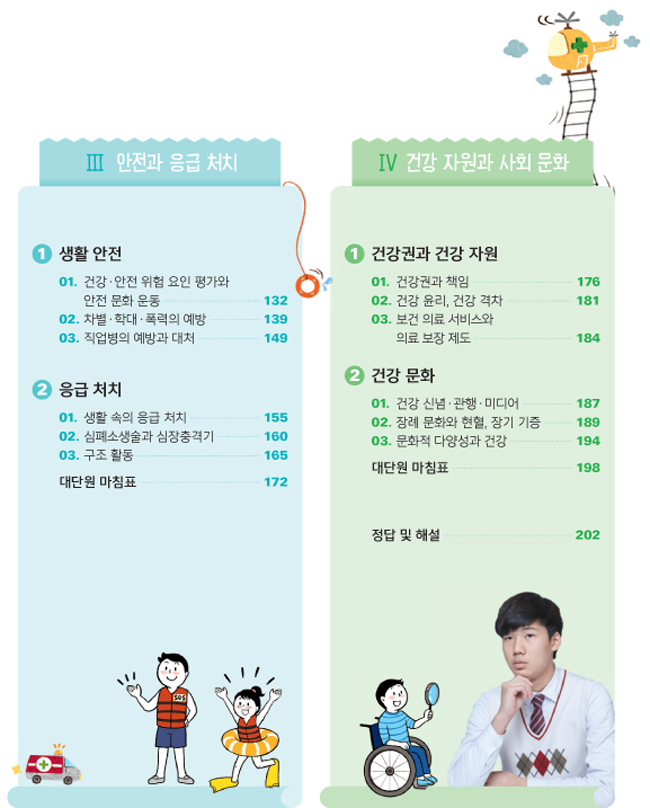 III 안전과 응급 처치
1 생활 안전
01. 건강·안전 위험 요인 평가와
안전 문화 운동 132
02. 차별·학대·폭력의 예방 139
03. 직업병의 예방과 대처 149
2 응급 처치
01. 생활 속의 응급 처치 155
02. 심폐소생술과 심장충격기 160
03. 구조 활동 165
대단원 마침표 172
SOS
IV 건강 자원과 사회 문화
1 건강권과 건강 자원
01. 건강권과 책임 176
02. 건강 윤리, 건강 격차 181
03. 보건 의료 서비스와
의료 보장 제도 184
2 건강 문화
01. 건강 신념·관행·미디어 187
02. 장례 문화와 현혈, 장기 기증 189
03. 문화적 다양성과 건강 194
대단원 마침표 198
정답 및 해설 202